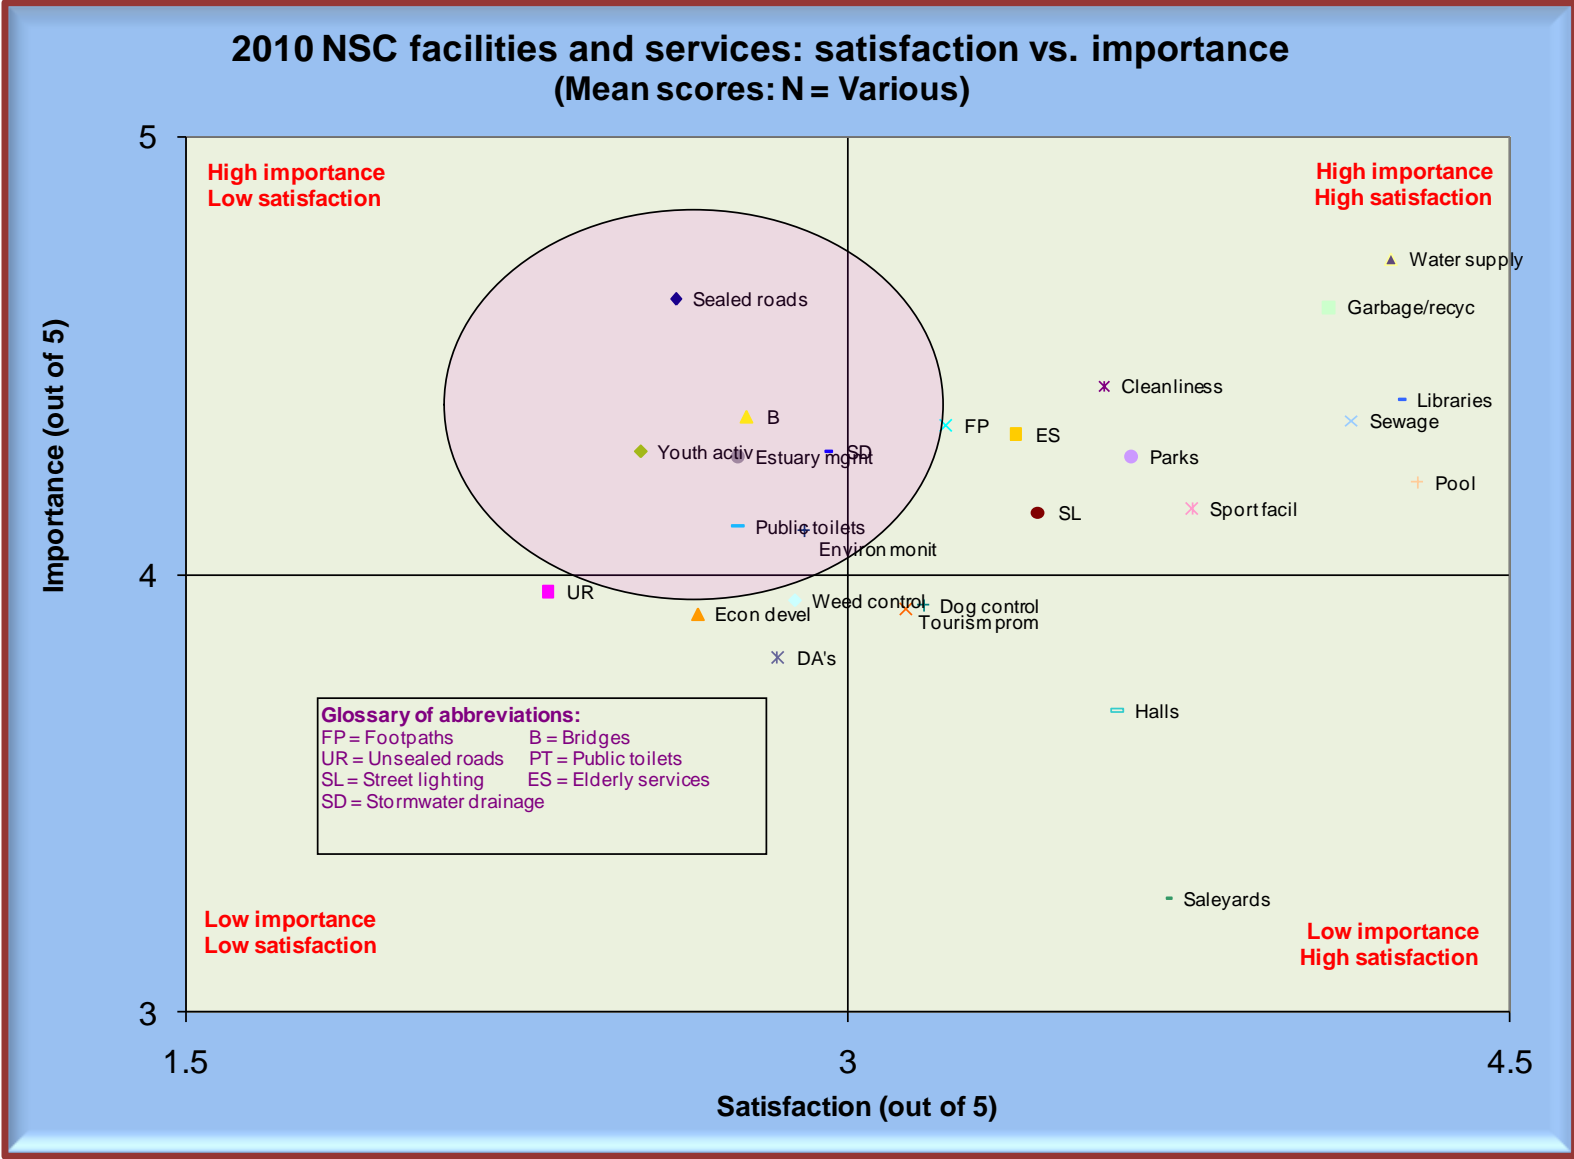 2010 NSC facilities and services: satisfaction vs. importance
(Mean scores: N = Various)
5
High importance
Low satisfaction
High importance
High satisfaction
Water supply
Sealed roads
Garbage/recyc
Cleanliness
Libraries
B
FP
ES
Sewage
Youth activ
Estuary mgmt
SD
Parks
Pool
SL
Sport facil
Public toilets
Environ monit
Importance (out of 5)
4
UR
Weed control
Dog control
Econ devel
Tourism prom
DA's
Halls
Glossary of abbreviations:
FP = Footpaths B = Bridges
UR = Unsealed roads PT = Public toilets
SL = Street lighting ES = Elderly services
SD = Stormwater drainage
Saleyards
Low importance
Low satisfaction
Low importance
High satisfaction
3
1.5
3
4.5
Satisfaction (out of 5)